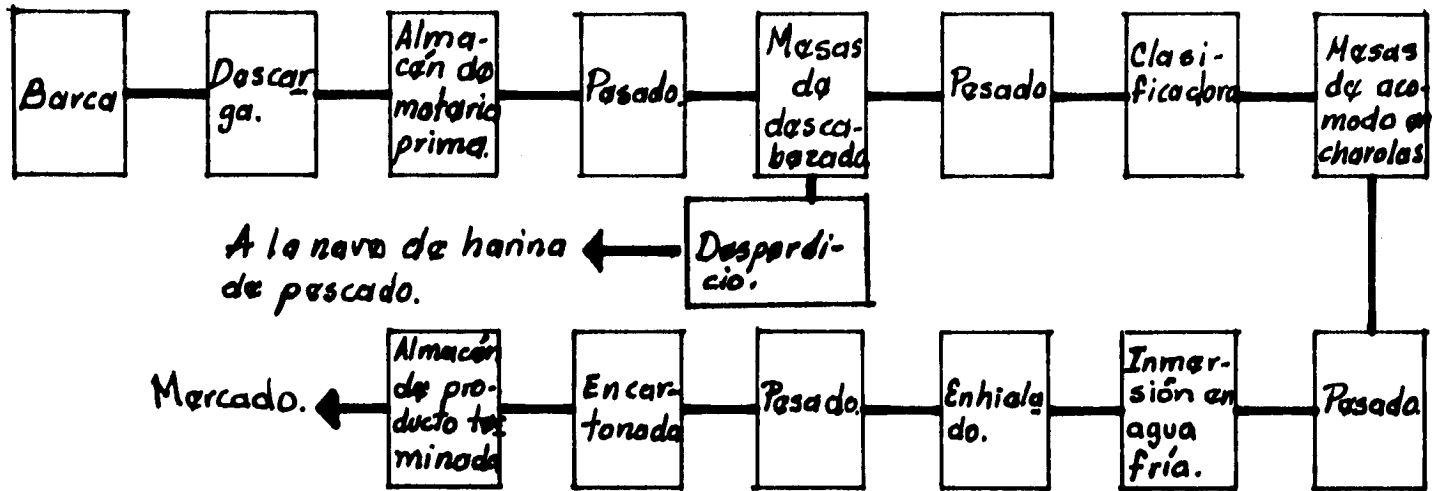 Barca
Descar
ga.
Alma-
cén de
materia
prima.
Pesado.
Mesas
de
desca-
bezado
Pesado
Clasi-
ficadora
Mesas
de aco-
modo en
charolas
Desperdi-
cio.
A la nave de harina
de pescado.
Pesado
Inmer-
sión en
agua
fría.
Enhiela
do.
Pesado.
Encar-
tonado
Almacén
de pro-
ducto ter
minado
Mercado.